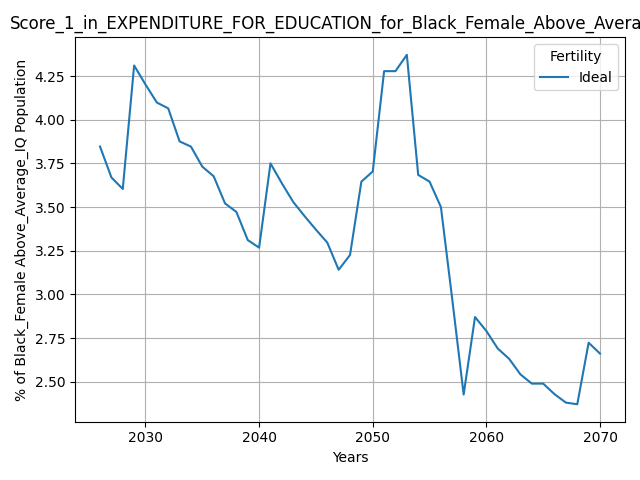 Score_1_in_EXPENDITURE_FOR_EDUCATION_for_Black_Female_Above_Avera
Fertility
Ideal
% of Black_Female Above_Average_IQ Population
4.25
4.00
3.75
3.50
3.25
3.00
2.75
2.50
2030 2040 2050 2060 2070
Years